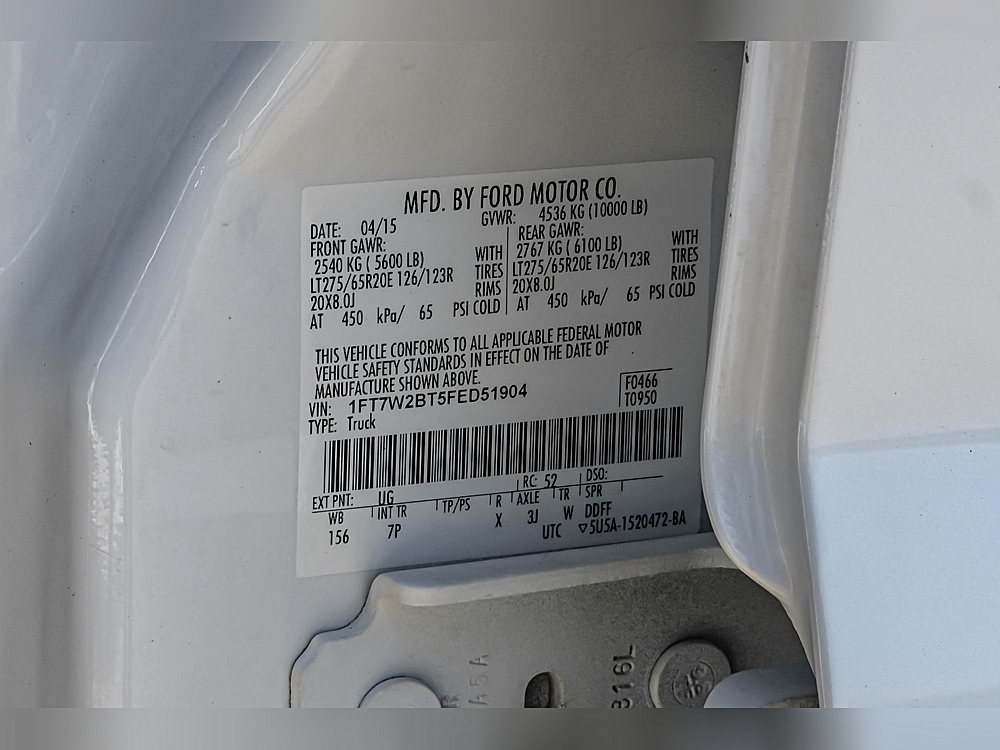 MFD. BY FORD MOTOR CO.
DATE: 04/15 GVWR: 4536 KG (10000 LB)
FRONT GAWR: REAR GAWR:
2540 KG ( 5600 LB) WITH 2767 KG ( 6100 LB) WITH
LT275/65R20E 126/123R TIRES LT275/65R20E 126/123R TIRES
20X8.0J RIMS 20X8.0J RIMS
AT 450 kPa/ 65 PSI COLD AT 450 kPa/ 65 PSI COLD
THIS VEHICLE CONFORMS TO ALL APPLICABLE FEDERAL MOTOR
VEHICLE SAFETY STANDARDS IN EFFECT ON THE DATE OF
MANUFACTURE SHOWN ABOVE.
VIN: 1FT7W2BT5FED51904 F0466
TYPE: Truck T0950
EXT PNT: UG RC: 52 DSO:
WB INT TR TP/PS R AXLE TR SPR
156 7P X 3J W DDFF
UTC ▽5U5A-1520472-BA
A5A
816L